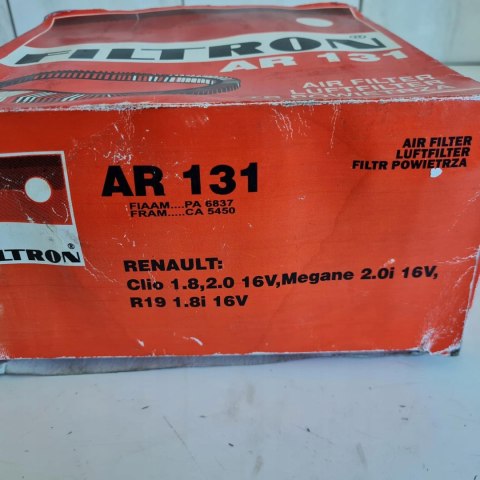 FILTRON®
AR 131
AIR FILTER
LUFTFILTER
AR 131
FIAAM....PA 6837
FRAM.....CA 5450
AIR FILTER
LUFTFILTER
FILTR POWIETRZA
LTRON®
RENAULT:
Clio 1.8,2.0 16V,Megane 2.0i 16V,
R19 1.8i 16V